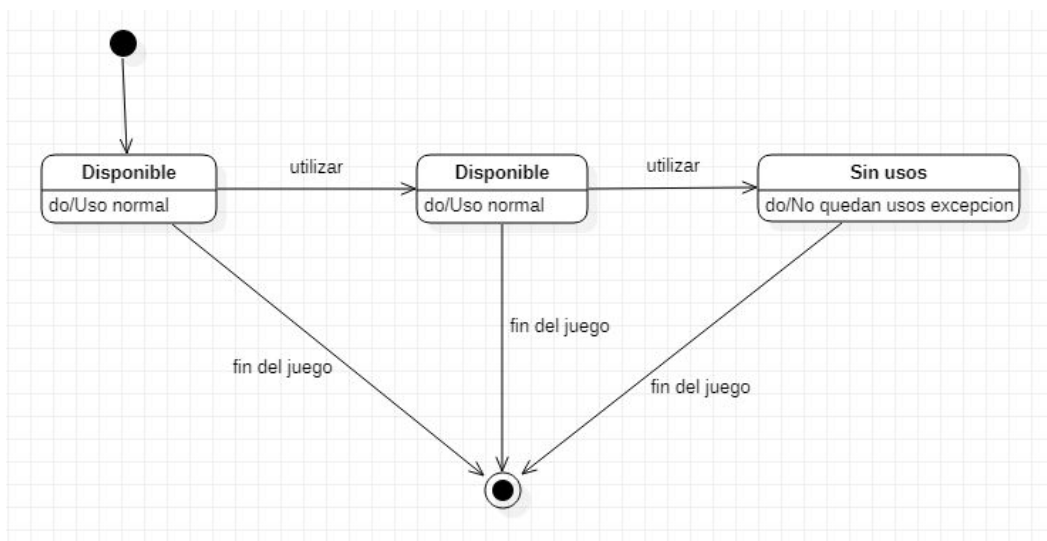 Disponible
do/Uso normal
utilizar
Disponible
do/Uso normal
utilizar
Sin usos
do/No quedan usos excepcion
fin del juego
fin del juego
fin del juego